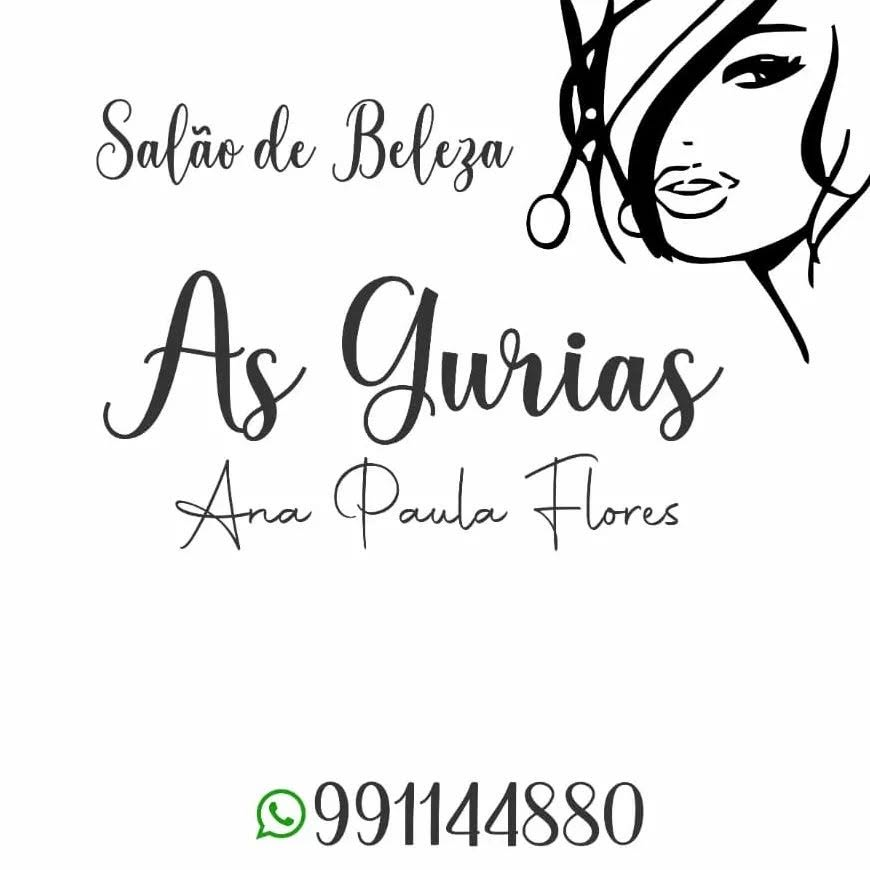 Salão de Beleza
As Gurias
Ana Paula Flores
991144880